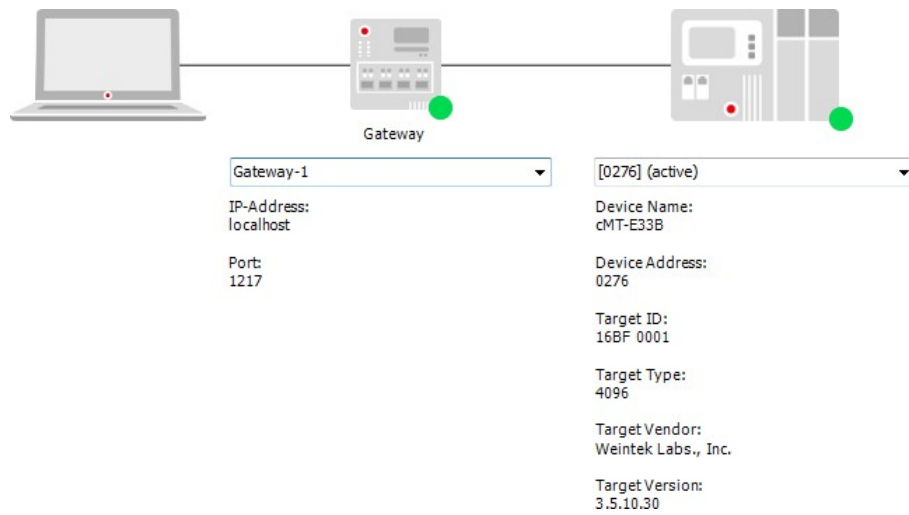 Gateway
Gateway-1
[0276] (active)
IP-Address:
localhost
Port:
1217
Device Name:
cMT-E33B
Device Address:
0276
Target ID:
16BF 0001
Target Type:
4096
Target Vendor:
Weintek Labs., Inc.
Target Version:
3.5.10.30